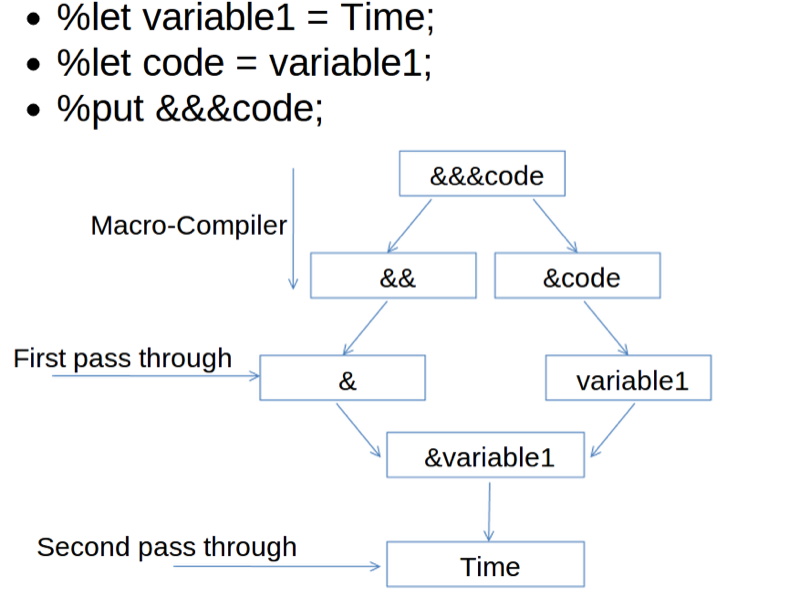 • %let variable1 = Time;
• %let code = variable1;
• %put &&&code;
&&&code
Macro-Compiler
&&
&code
First pass through
&
variable1
&variable1
Second pass through
Time